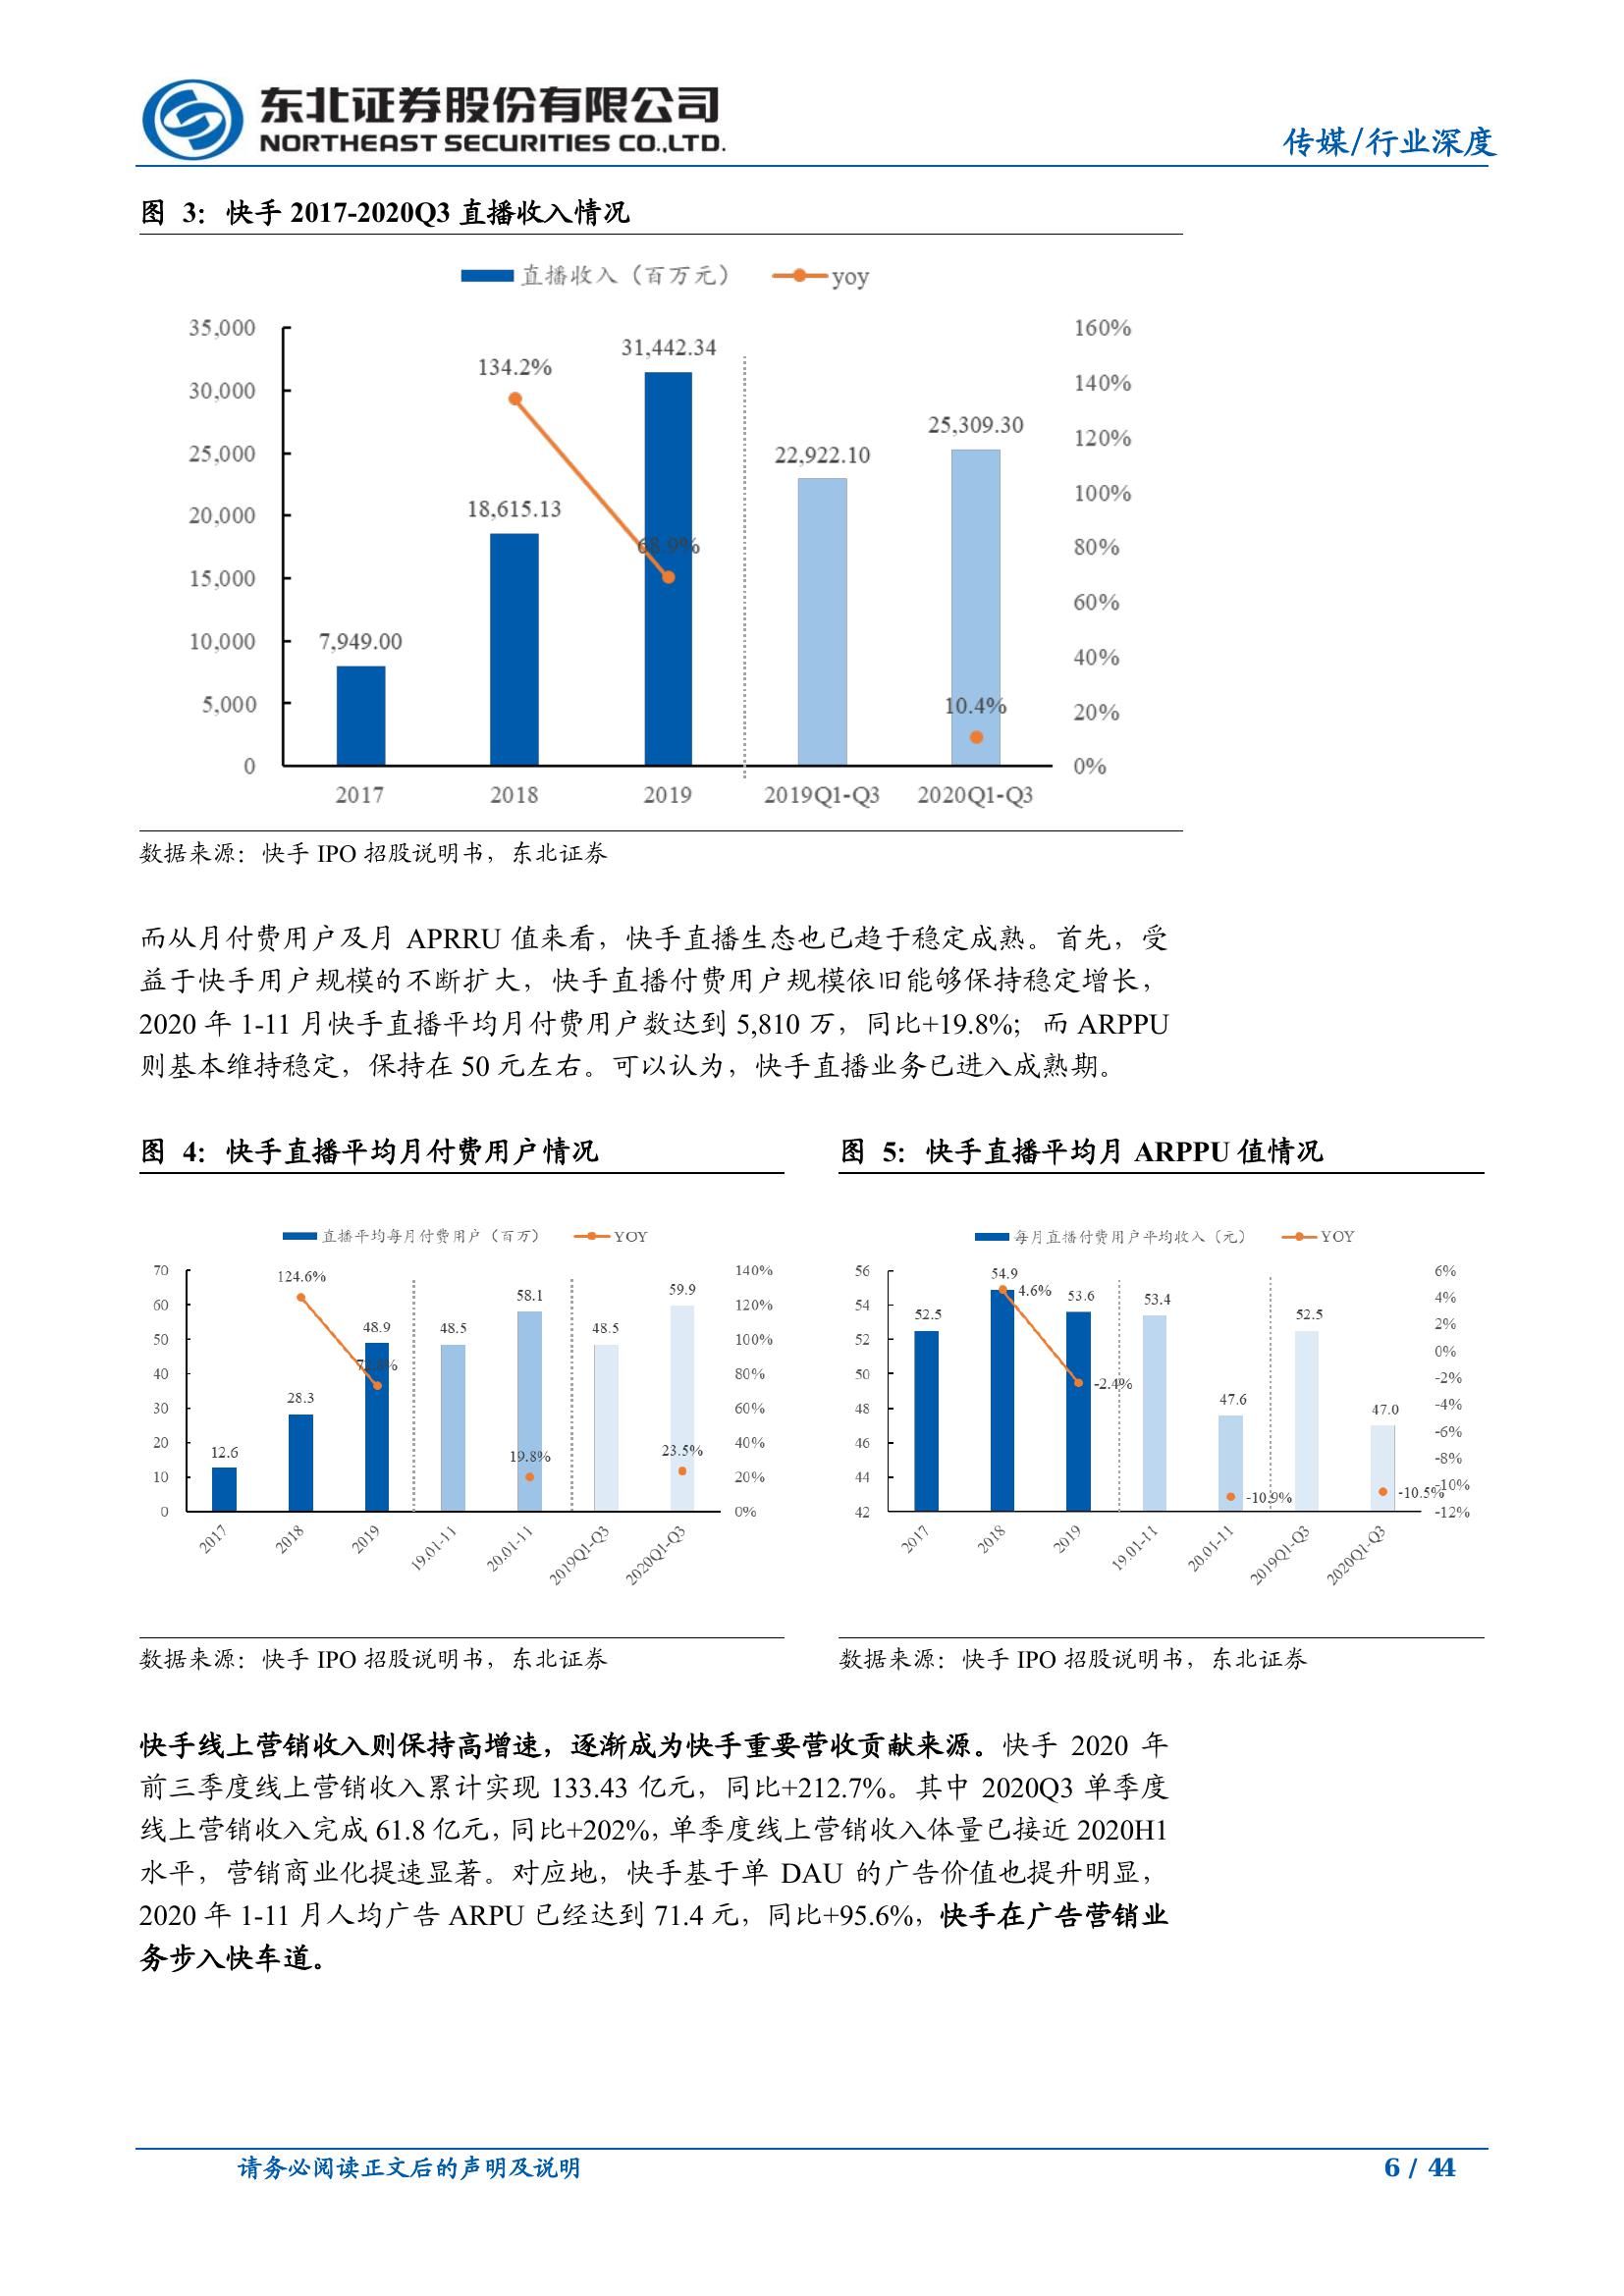 东北证券股份有限公司
NORTHEAST SECURITIES CO.,LTD.
传媒/行业深度
图 3：快手 2017-2020Q3 直播收入情况
直播收入（百万元） yoy
35,000
30,000
25,000
20,000
15,000
10,000
5,000
0
160%
140%
120%
100%
80%
60%
40%
20%
0%
7,949.00
18,615.13
31,442.34
22,922.10
25,309.30
134.2%
68.9%
10.4%
2017 2018 2019 2019Q1-Q3 2020Q1-Q3
数据来源：快手 IPO 招股说明书，东北证券
而从月付费用户及月 APRRU 值来看，快手直播生态也已趋于稳定成熟。首先，受
益于快手用户规模的不断扩大，快手直播付费用户规模依旧能够保持稳定增长，
2020 年 1-11 月快手直播平均月付费用户数达到 5,810 万，同比+19.8%；而 ARPPU
则基本维持稳定，保持在 50 元左右。可以认为，快手直播业务已进入成熟期。
图 4：快手直播平均月付费用户情况
直播平均每月付费用户（百万） YOY
70
60
50
40
30
20
10
0
140%
120%
100%
80%
60%
40%
20%
0%
12.6
28.3
48.9
48.5
58.1
48.5
59.9
124.6%
19.8%
23.5%
2017 2018 2019 19.01-11 20.01-11 2019Q1-Q3 2020Q1-Q3
数据来源：快手 IPO 招股说明书，东北证券
图 5：快手直播平均月 ARPPU 值情况
每月直播付费用户平均收入（元） YOY
56
54
52
50
48
46
44
42
6%
4%
2%
0%
-2%
-4%
-6%
-8%
-10%
-12%
52.5
54.9
53.6
53.4
47.6
52.5
47.0
4.6%
-2.4%
-10.9%
-10.5%
2017 2018 2019 19.01-11 20.01-11 2019Q1-Q3 2020Q1-Q3
数据来源：快手 IPO 招股说明书，东北证券
快手线上营销收入则保持高增速，逐渐成为快手重要营收贡献来源。快手 2020 年
前三季度线上营销收入累计实现 133.43 亿元，同比+212.7%。其中 2020Q3 单季度
线上营销收入完成 61.8 亿元，同比+202%，单季度线上营销收入体量已接近 2020H1
水平，营销商业化提速显著。对应地，快手基于单 DAU 的广告价值也提升明显，
2020 年 1-11 月人均广告 ARPU 已经达到 71.4 元，同比+95.6%，快手在广告营销业
务步入快车道。
请务必阅读正文后的声明及说明
6 / 44